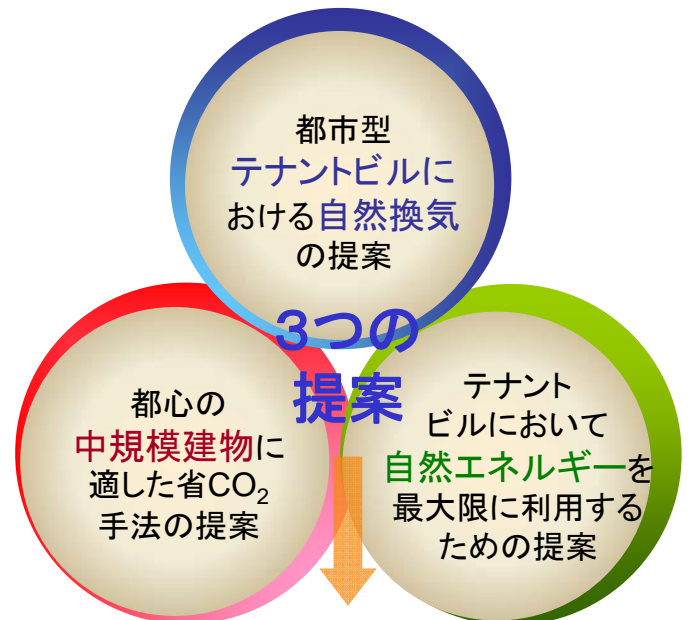 都市型
テナントビルに
おける自然換気
の提案
3つの
提案
都心の
中規模建物に
適した省CO₂
手法の提案
テナント
ビルにおいて
自然エネルギーを
最大限に利用する
ための提案